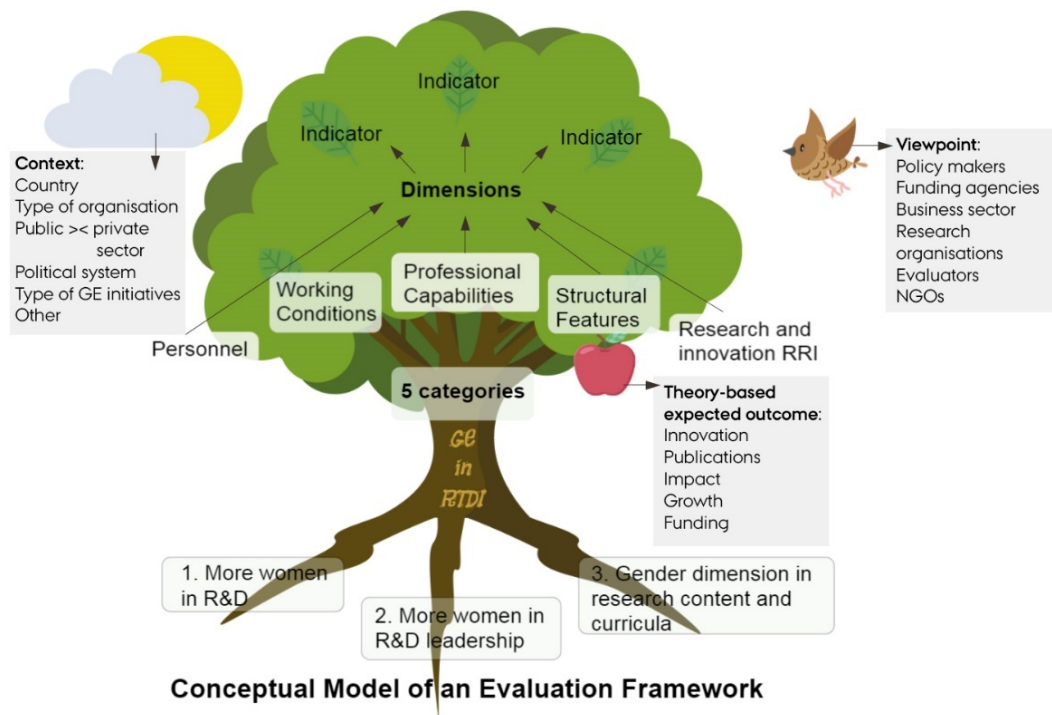 Indicator
Indicator
Indicator
Dimensions
Context:
Country
Type of organisation
Public >< private
sector
Political system
Type of GE initiatives
Other
Viewpoint:
Policy makers
Funding agencies
Business sector
Research
organisations
Evaluators
NGOs
Personnel
Working
Conditions
Professional
Capabilities
Structural
Features
Research and
innovation RRI
5 categories
Theory-based
expected outcome:
Innovation
Publications
Impact
Growth
Funding
GE
in
RTDI
1. More women
in R&D
2. More women in
R&D leadership
3. Gender dimension in
research content and
curricula
Conceptual Model of an Evaluation Framework